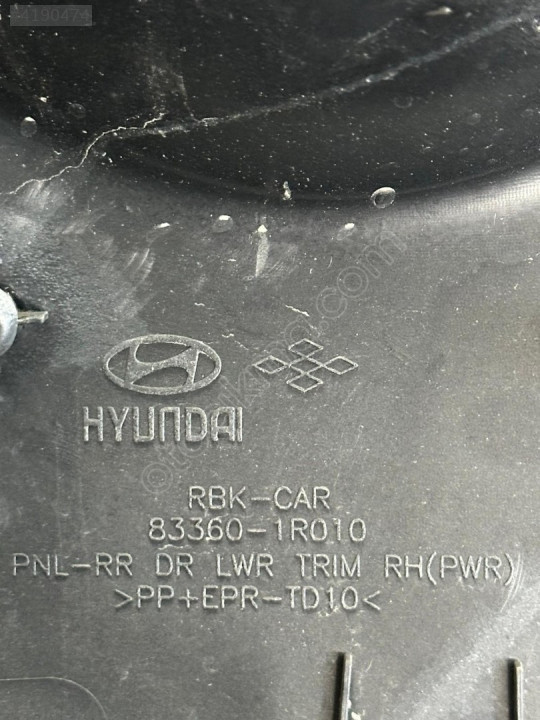 HYUNDAI
RBK-CAR
83360-1R010
PNL-RR DR LWR TRIM RH(PWR)
>PP+EPR-TD10<